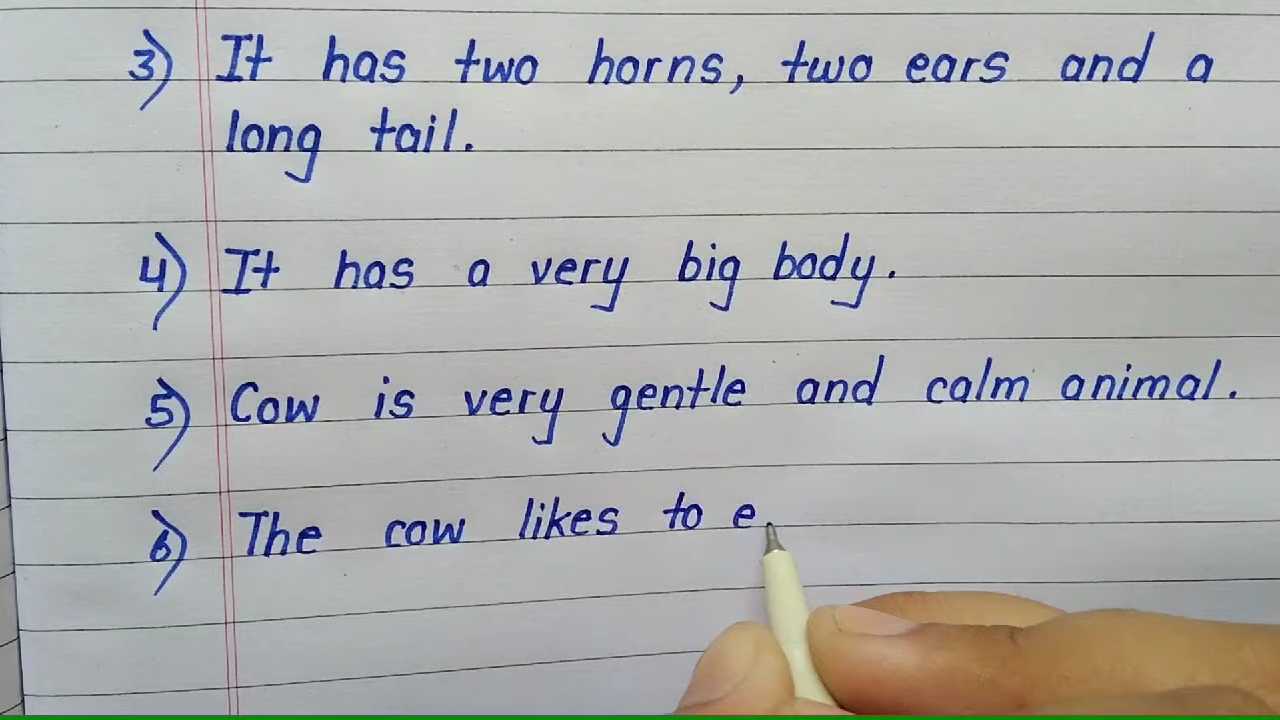 3) It has two horns, two ears and a
long tail.
4) It has a very big body.
5) Cow is very gentle and calm animal.
6) The cow likes to e